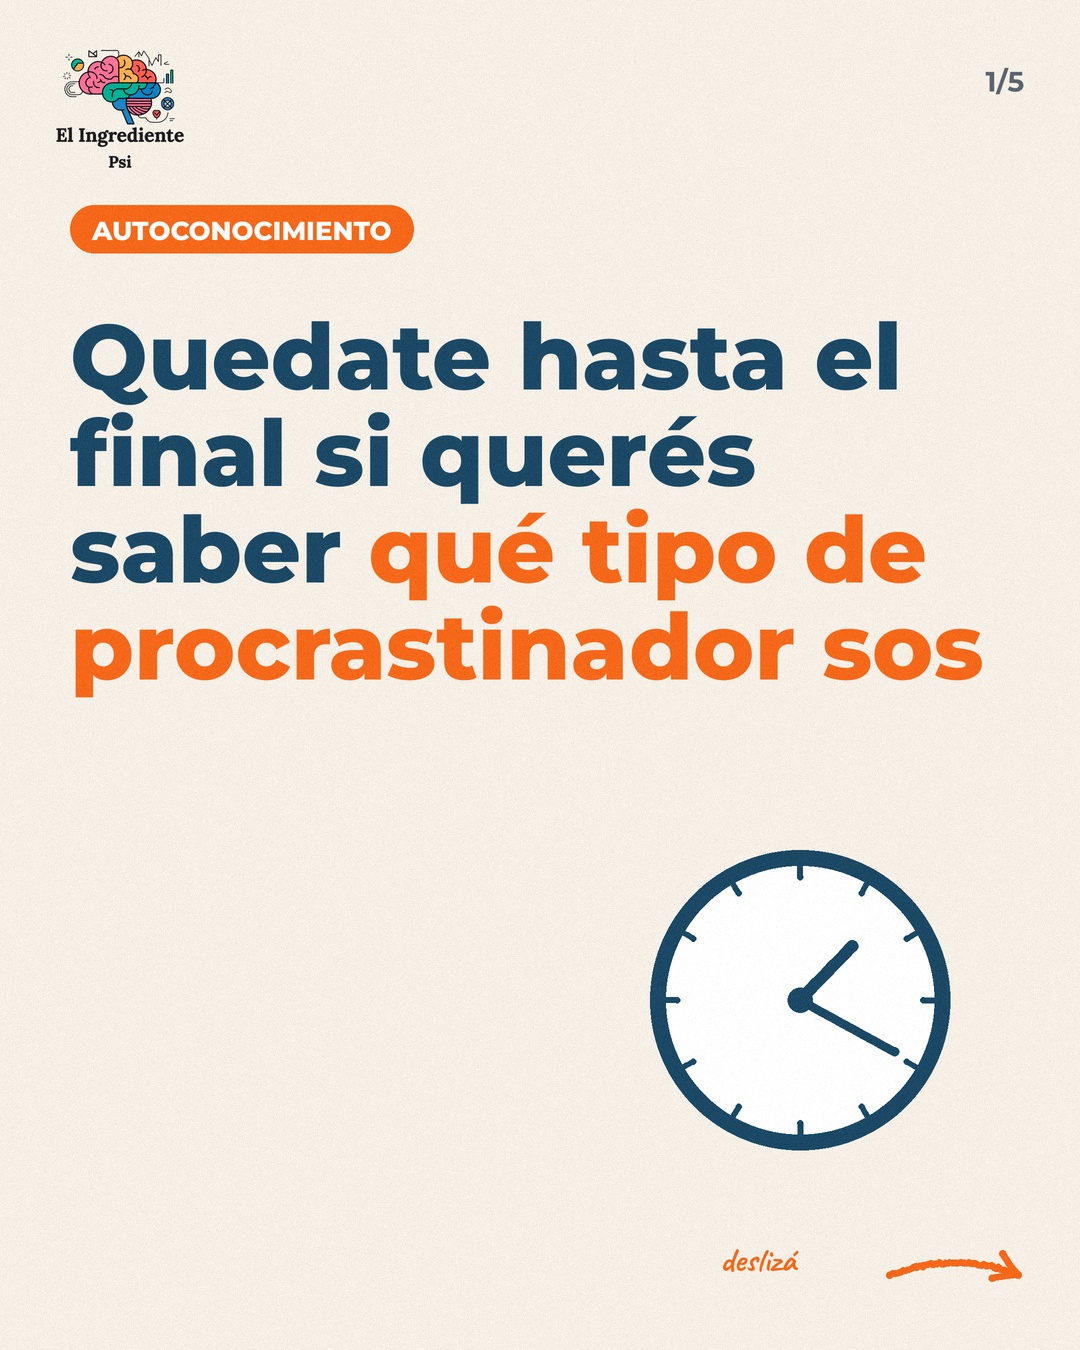 El Ingrediente
Psi
1/5
AUTOCONOCIMIENTO
Quedate hasta el
final si querés
saber qué tipo de
procrastinador sos
deslizá